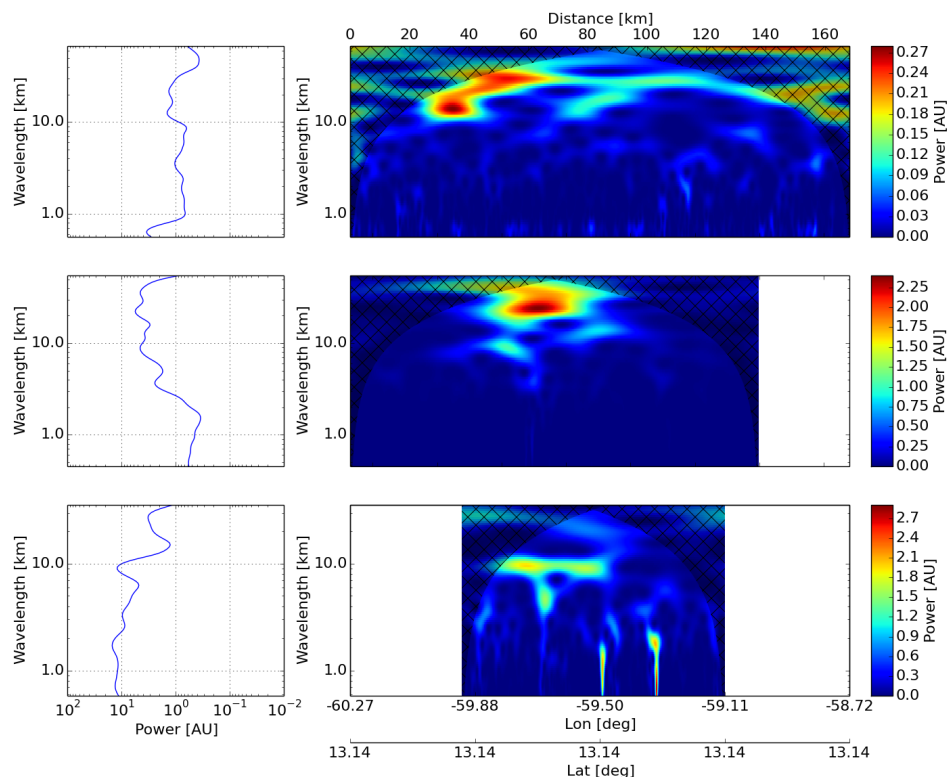 Distance [km]
0 20 40 60 80 100 120 140 160
Wavelength [km]
10.0
1.0
Wavelength [km]
10.0
1.0
0.27
0.24
0.21
0.18
0.15
0.12
0.09
0.06
0.03
0.00
Power [AU]
Wavelength [km]
10.0
1.0
Wavelength [km]
10.0
1.0
2.25
2.00
1.75
1.50
1.25
1.00
0.75
0.50
0.25
0.00
Power [AU]
Wavelength [km]
10.0
1.0
Wavelength [km]
10.0
1.0
2.7
2.4
2.1
1.8
1.5
1.2
0.9
0.6
0.3
0.0
Power [AU]
10² 10¹ 10⁰ 10⁻¹ 10⁻²
Power [AU]
-60.27 -59.88 -59.50 -59.11 -58.72
Lon [deg]
13.14 13.14 13.14 13.14 13.14
Lat [deg]